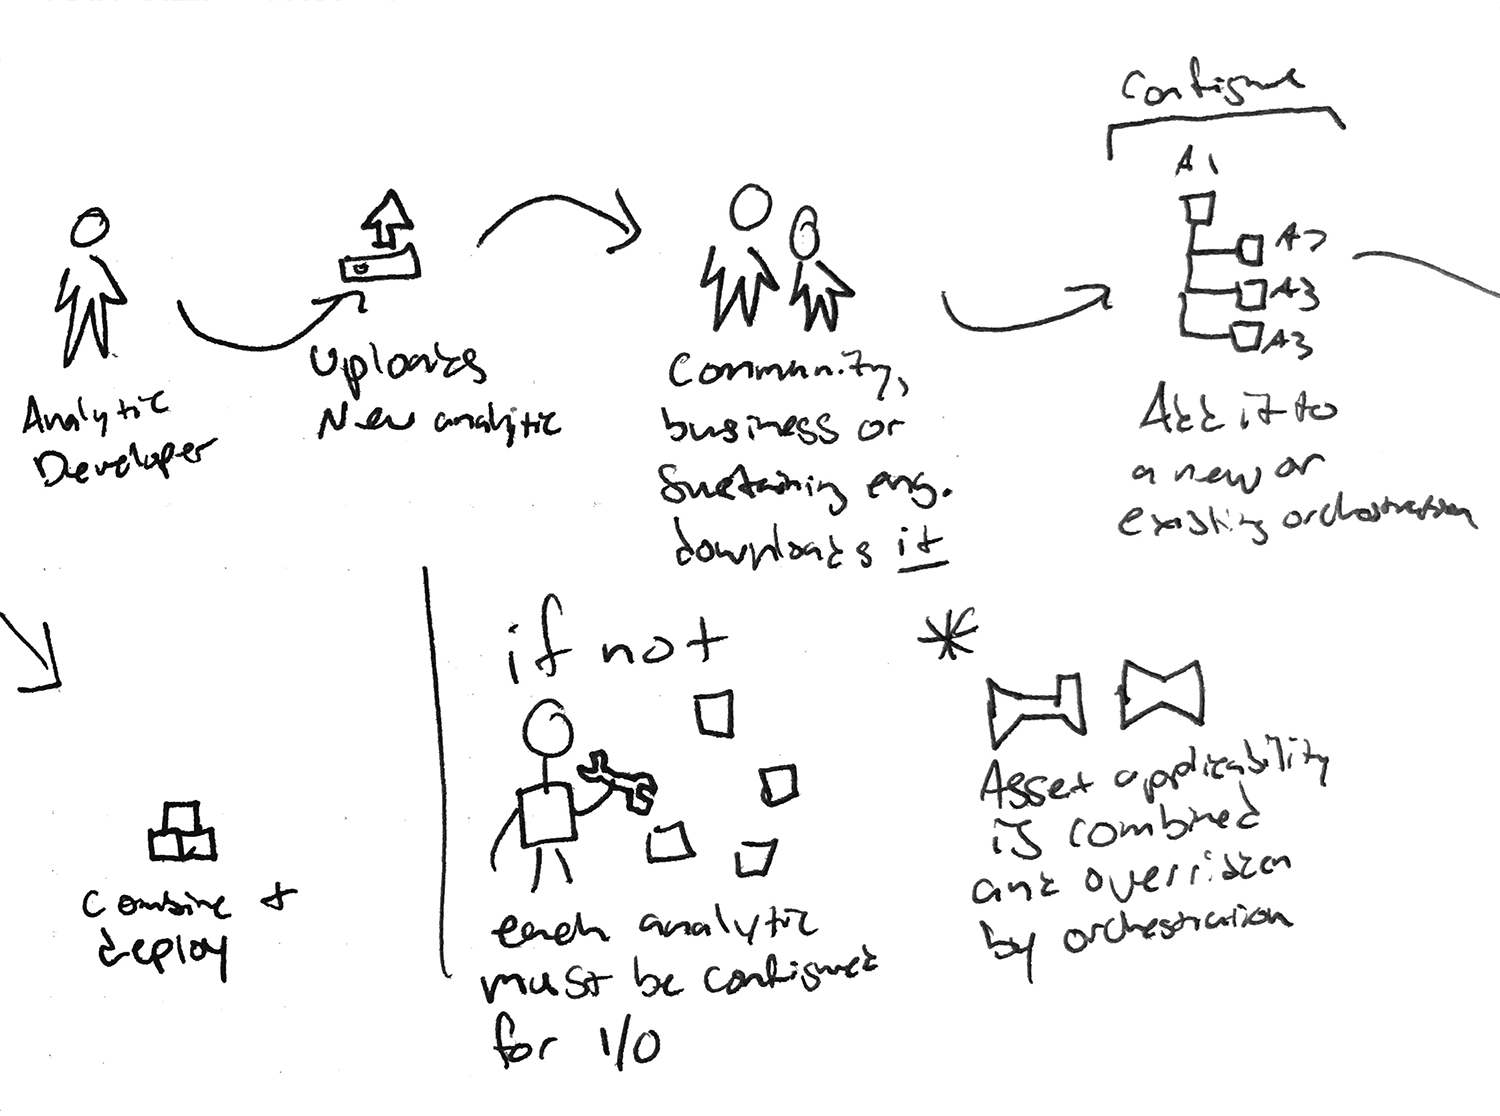 Analytic
Developer
Uploads
New analytic
Community,
business or
Sustaining eng.
downloads it
Configure
A1
A2
A3
A3
Add it to
a new or
existing orchestration
Combine +
deploy
if not
each analytic
must be configured
for I/O
*
Asset applicability
is combined
and overridden
by orchestration